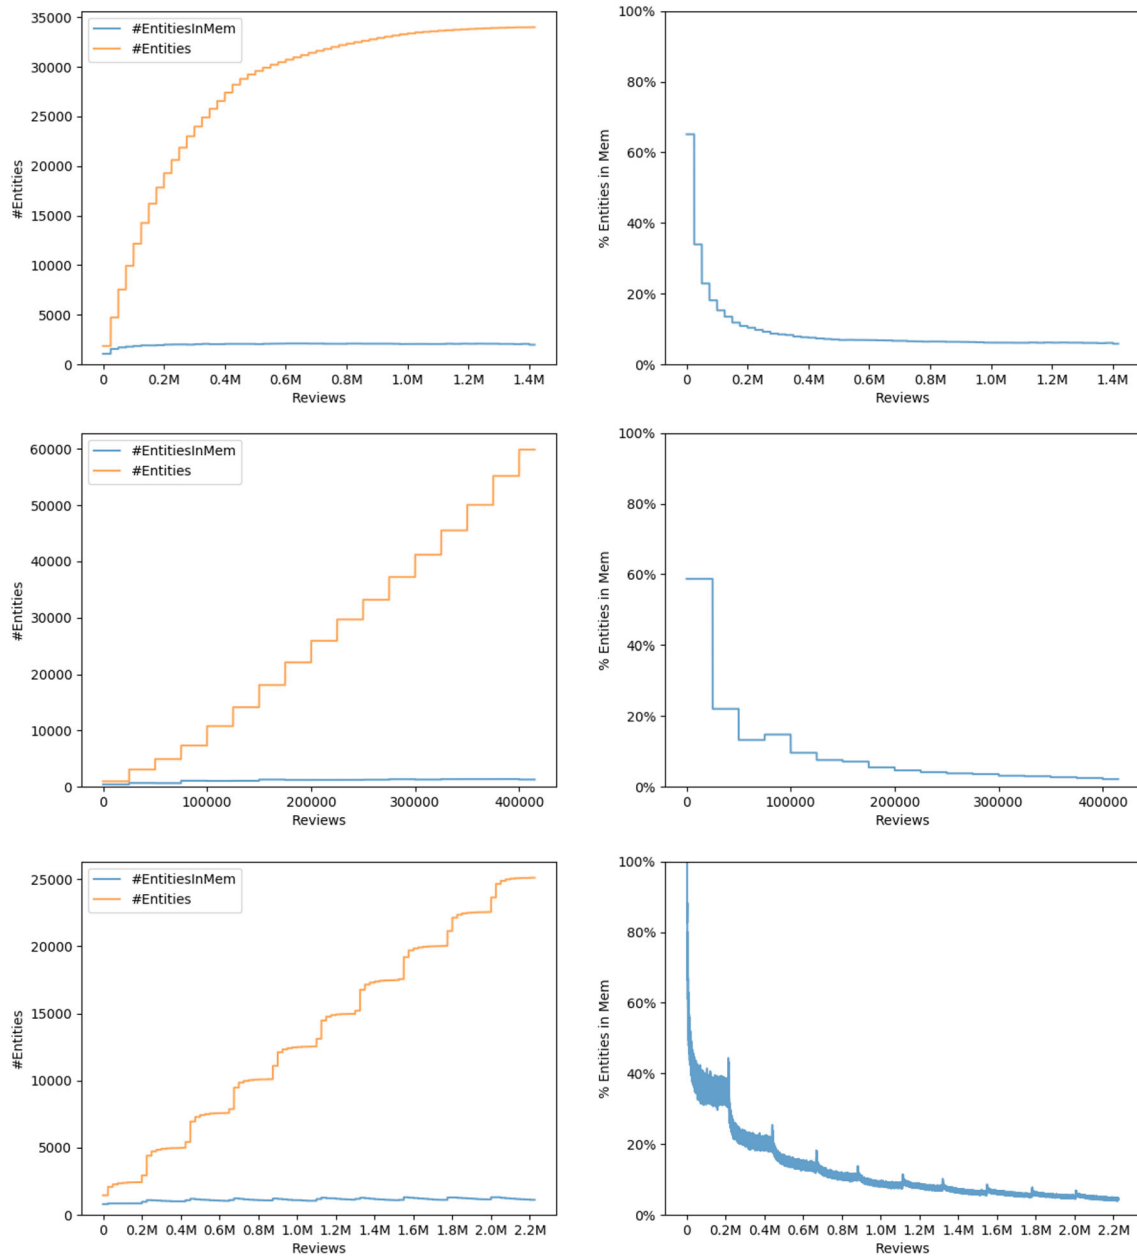 35000
30000
25000
20000
15000
10000
5000
0
#Entities
#EntitiesInMem
#Entities
0 0.2M 0.4M 0.6M 0.8M 1.0M 1.2M 1.4M
Reviews
100%
80%
60%
40%
20%
0%
% Entities in Mem
0 0.2M 0.4M 0.6M 0.8M 1.0M 1.2M 1.4M
Reviews
60000
50000
40000
30000
20000
10000
0
#Entities
#EntitiesInMem
#Entities
0 100000 200000 300000 400000
Reviews
100%
80%
60%
40%
20%
0%
% Entities in Mem
0 100000 200000 300000 400000
Reviews
25000
20000
15000
10000
5000
0
#Entities
#EntitiesInMem
#Entities
0 0.2M 0.4M 0.6M 0.8M 1.0M 1.2M 1.4M 1.6M 1.8M 2.0M 2.2M
Reviews
100%
80%
60%
40%
20%
0%
% Entities in Mem
0 0.2M 0.4M 0.6M 0.8M 1.0M 1.2M 1.4M 1.6M 1.8M 2.0M 2.2M
Reviews